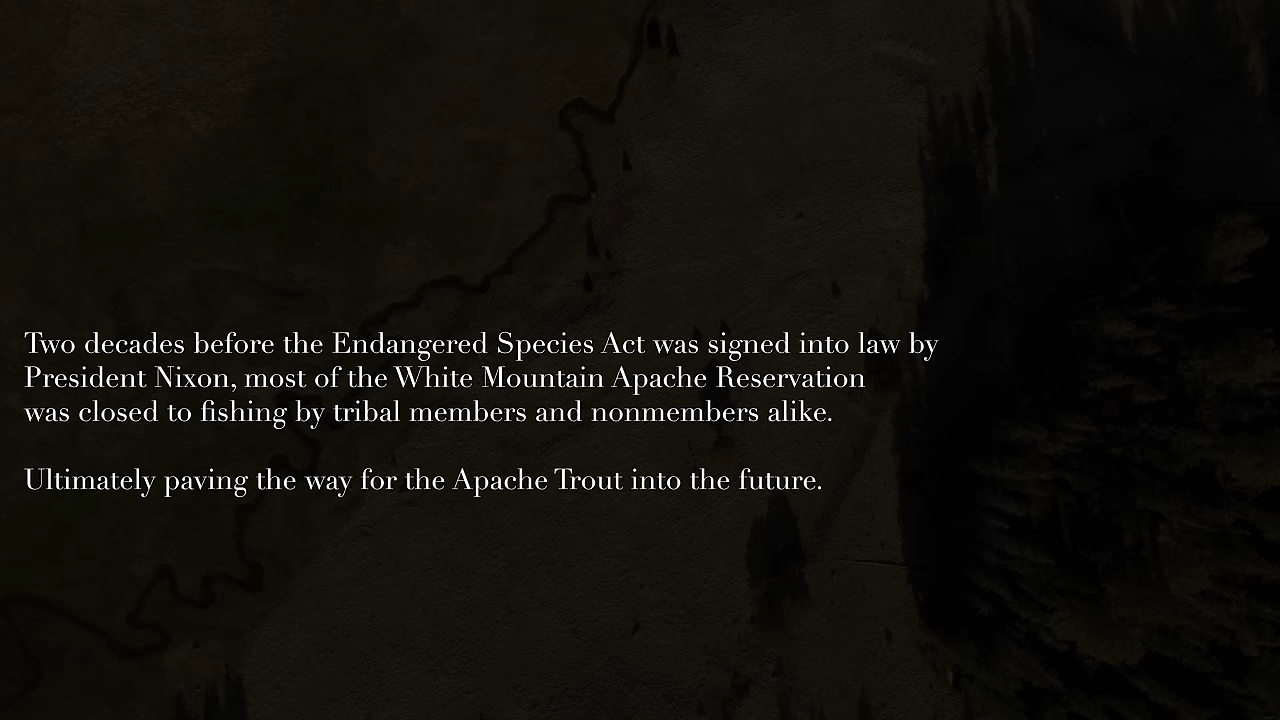 Two decades before the Endangered Species Act was signed into law by
President Nixon, most of the White Mountain Apache Reservation
was closed to fishing by tribal members and nonmembers alike.
Ultimately paving the way for the Apache Trout into the future.